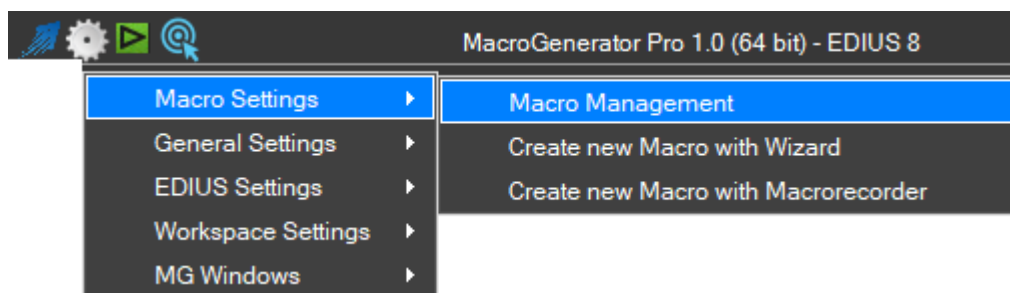 MacroGenerator Pro 1.0 (64 bit) - EDIUS 8
Macro Settings
General Settings
EDIUS Settings
Workspace Settings
MG Windows
Macro Management
Create new Macro with Wizard
Create new Macro with Macrorecorder